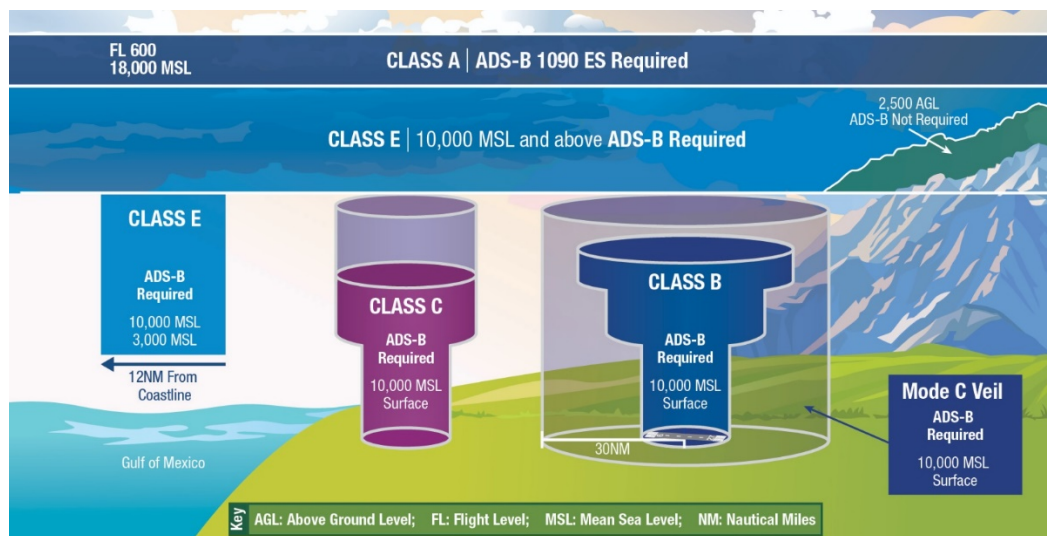 FL 600
18,000 MSL
CLASS A | ADS-B 1090 ES Required
2,500 AGL
ADS-B Not Required
CLASS E | 10,000 MSL and above ADS-B Required
CLASS E
ADS-B
Required
10,000 MSL
3,000 MSL
12NM From
Coastline
Gulf of Mexico
CLASS C
ADS-B
Required
10,000 MSL
Surface
CLASS B
ADS-B
Required
10,000 MSL
Surface
30NM
Mode C Veil
ADS-B
Required
10,000 MSL
Surface
Key
AGL: Above Ground Level; FL: Flight Level; MSL: Mean Sea Level; NM: Nautical Miles